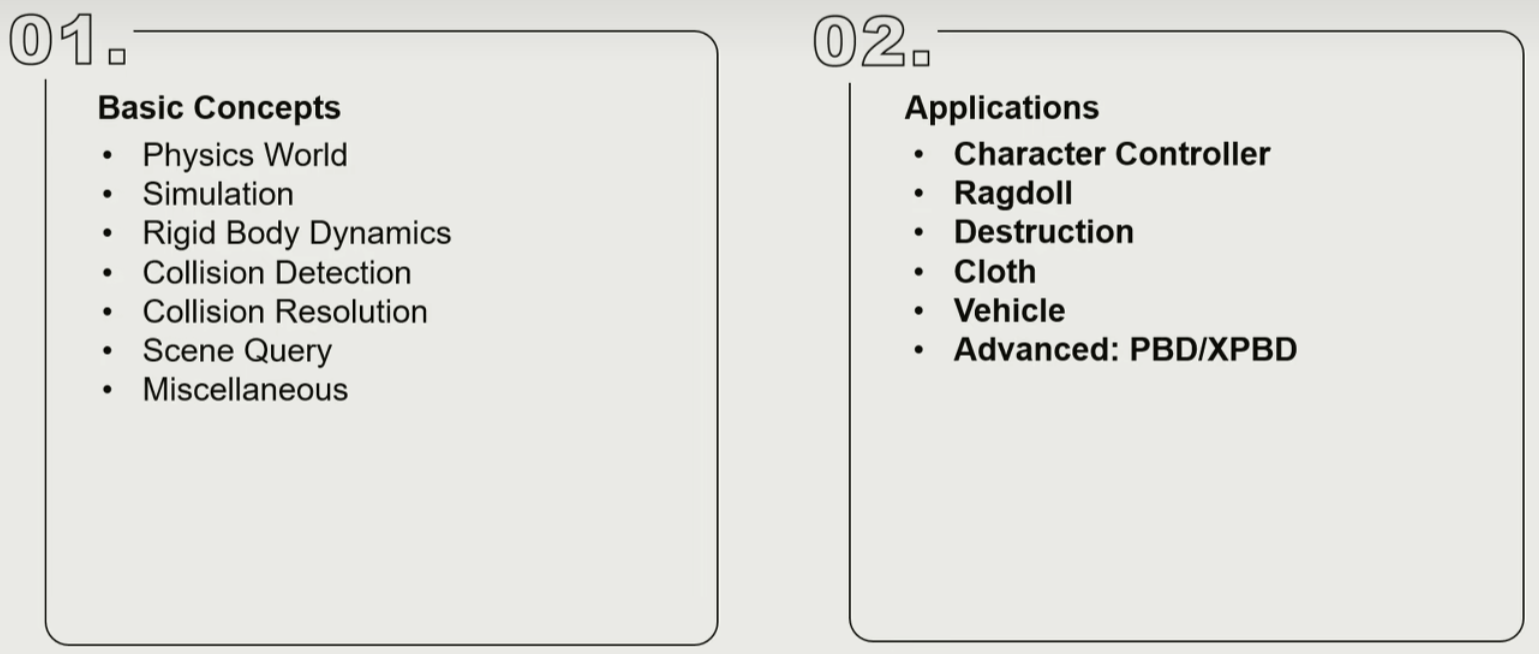 01.
Basic Concepts
• Physics World
• Simulation
• Rigid Body Dynamics
• Collision Detection
• Collision Resolution
• Scene Query
• Miscellaneous
02.
Applications
• Character Controller
• Ragdoll
• Destruction
• Cloth
• Vehicle
• Advanced: PBD/XPBD